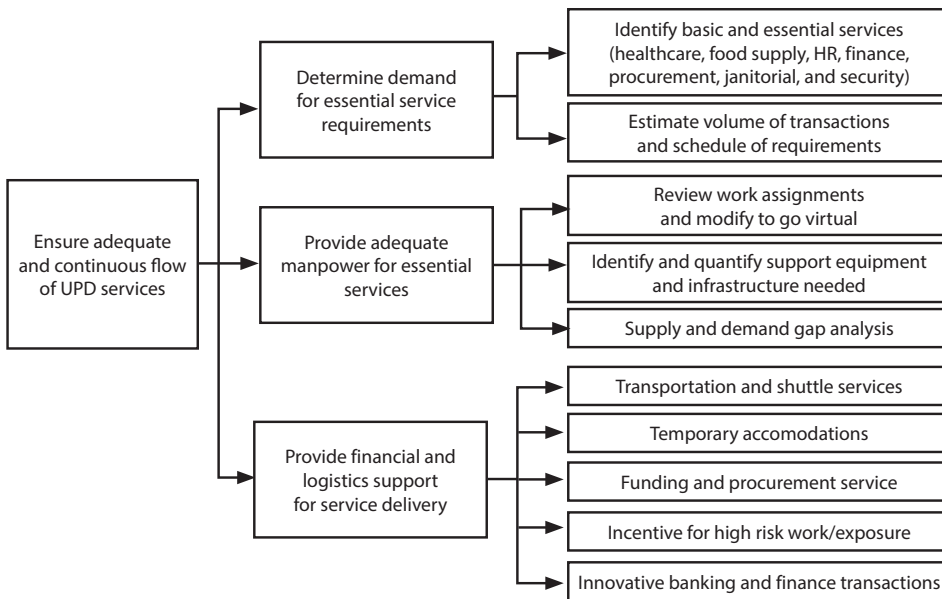 Ensure adequate
and continuous flow
of UPD services
Determine demand
for essential service
requirements
Identify basic and essential services
(healthcare, food supply, HR, finance,
procurement, janitorial, and security)
Estimate volume of transactions
and schedule of requirements
Provide adequate
manpower for essential
services
Review work assignments
and modify to go virtual
Identify and quantify support equipment
and infrastructure needed
Supply and demand gap analysis
Provide financial and
logistics support
for service delivery
Transportation and shuttle services
Temporary accomodations
Funding and procurement service
Incentive for high risk work/exposure
Innovative banking and finance transactions